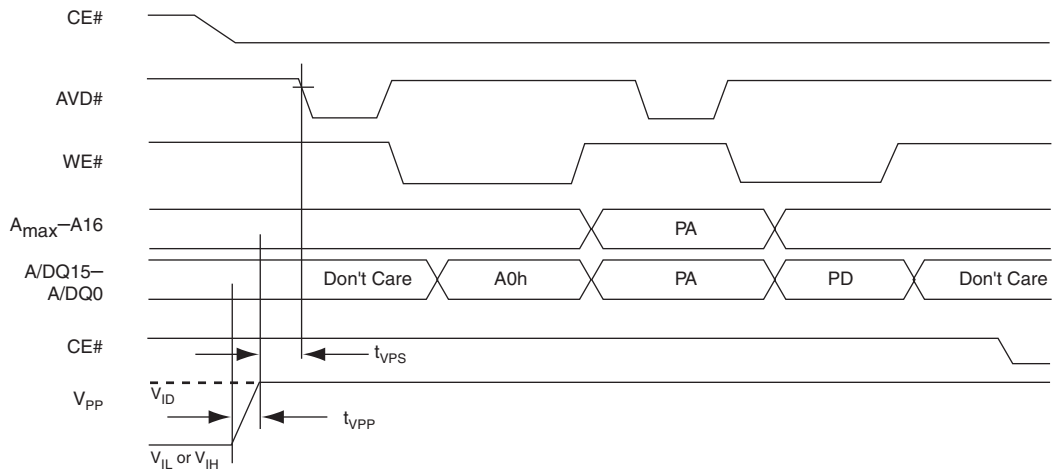 CE#
AVD#
WE#
Amax–A16 PA
A/DQ15–
A/DQ0 Don't Care A0h PA PD Don't Care
CE#
tVPS
VPP VID
tVPP
VIL or VIH